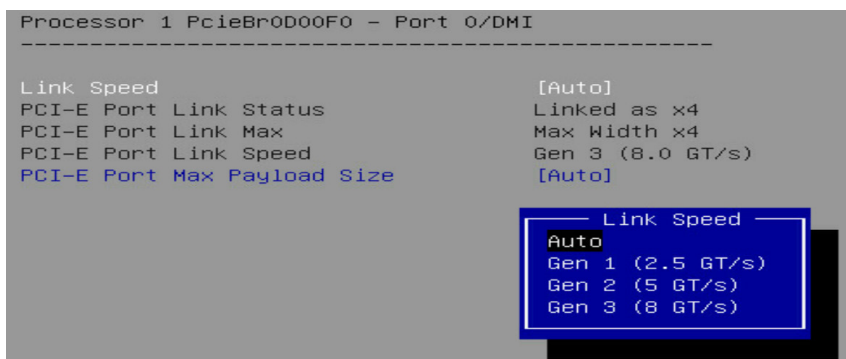 Processor 1 PcieBr0D00F0 - Port 0/DMI
Link Speed [Auto]
PCI-E Port Link Status Linked as x4
PCI-E Port Link Max Max Width x4
PCI-E Port Link Speed Gen 3 (8.0 GT/s)
PCI-E Port Max Payload Size [Auto]
Link Speed
Auto
Gen 1 (2.5 GT/s)
Gen 2 (5 GT/s)
Gen 3 (8 GT/s)